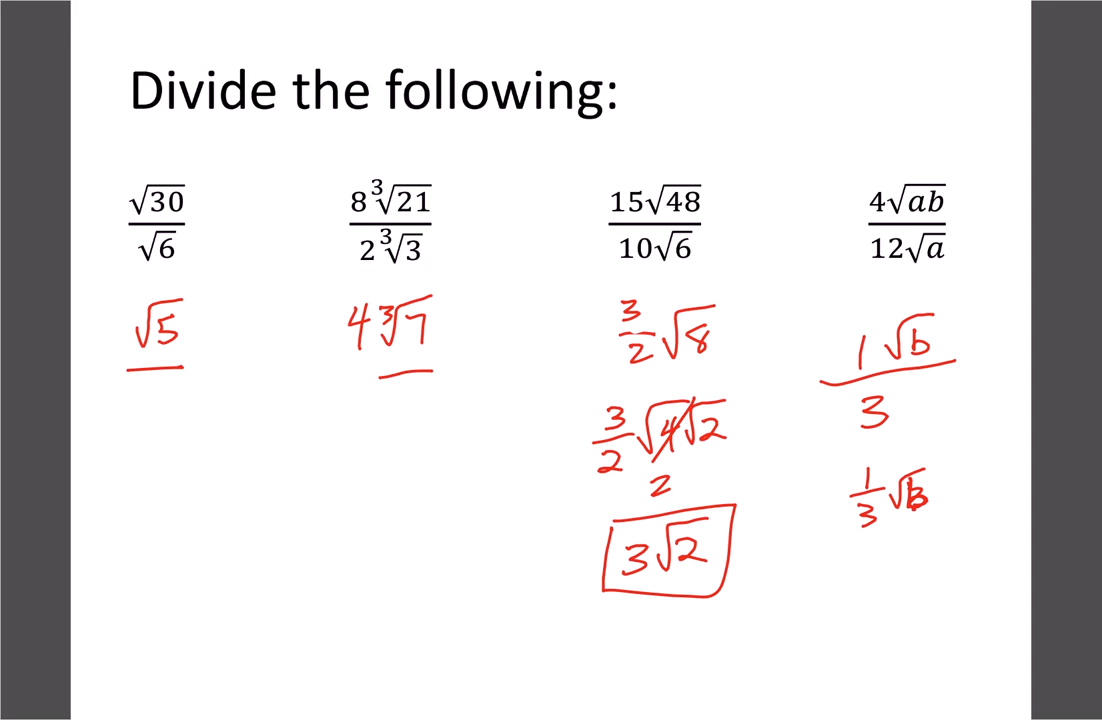 Divide the following:
√30/√6
8∛21/2∛3
15√48/10√6
4√ab/12√a
√5
4∛7
3/2 √8
1√b/3
3/2 √4√2
2
1/3 √b
3√2